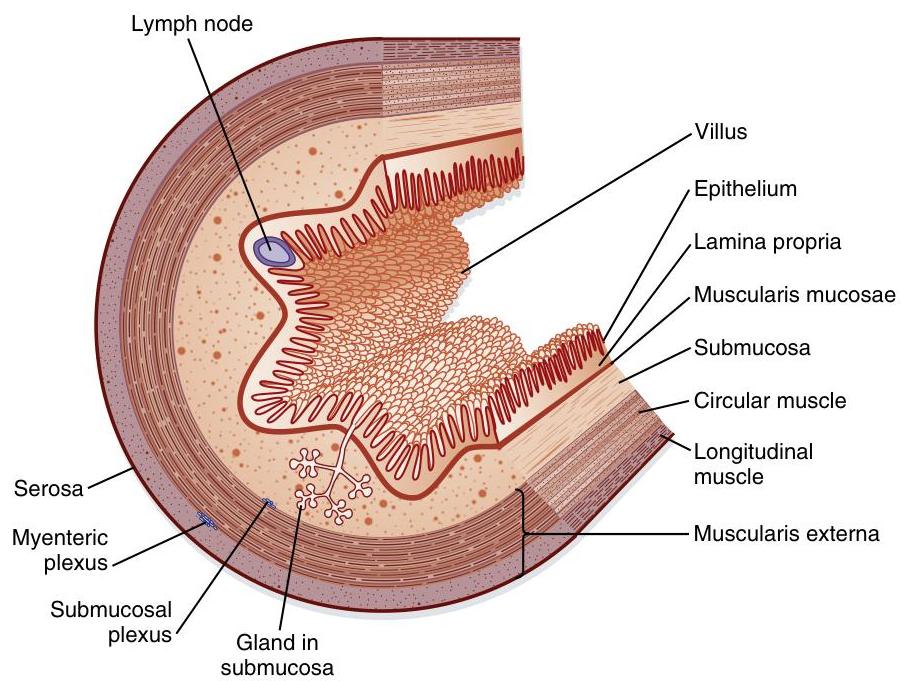 Lymph node
Villus
Epithelium
Lamina propria
Muscularis mucosae
Submucosa
Circular muscle
Longitudinal
muscle
Muscularis externa
Serosa
Myenteric
plexus
Submucosal
plexus
Gland in
submucosa